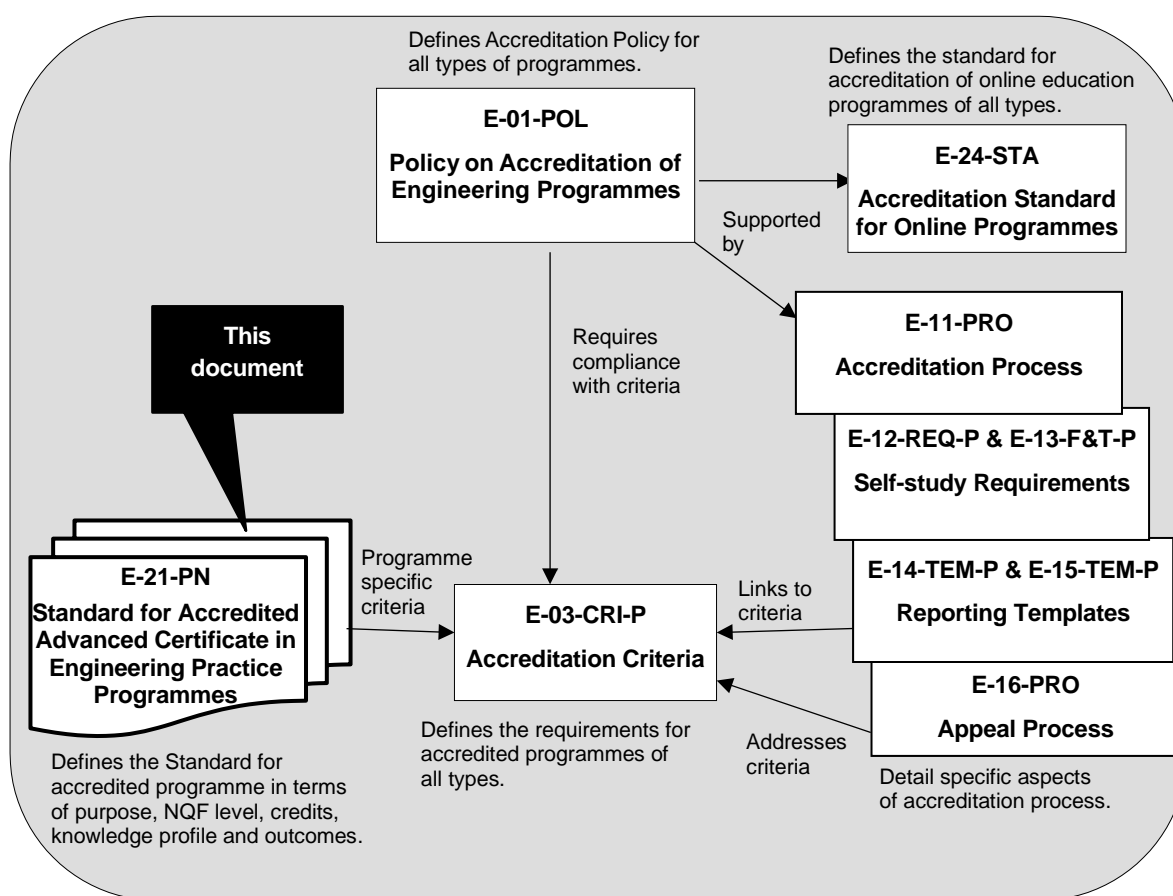 Defines Accreditation Policy for
all types of programmes.
Defines the standard for
accreditation of online education
programmes of all types.
E-01-POL
Policy on Accreditation of
Engineering Programmes
E-24-STA
Accreditation Standard
for Online Programmes
Supported
by
This
document
Requires
compliance
with criteria
E-11-PRO
Accreditation Process
E-12-REQ-P & E-13-F&T-P
Self-study Requirements
E-21-PN
Standard for Accredited
Advanced Certificate in
Engineering Practice
Programmes
Programme
specific
criteria
E-03-CRI-P
Accreditation Criteria
Links to
criteria
E-14-TEM-P & E-15-TEM-P
Reporting Templates
E-16-PRO
Appeal Process
Defines the Standard for
accredited programme in terms
of purpose, NQF level, credits,
knowledge profile and outcomes.
Defines the requirements for
accredited programmes of
all types.
Addresses
criteria
Detail specific aspects
of accreditation process.